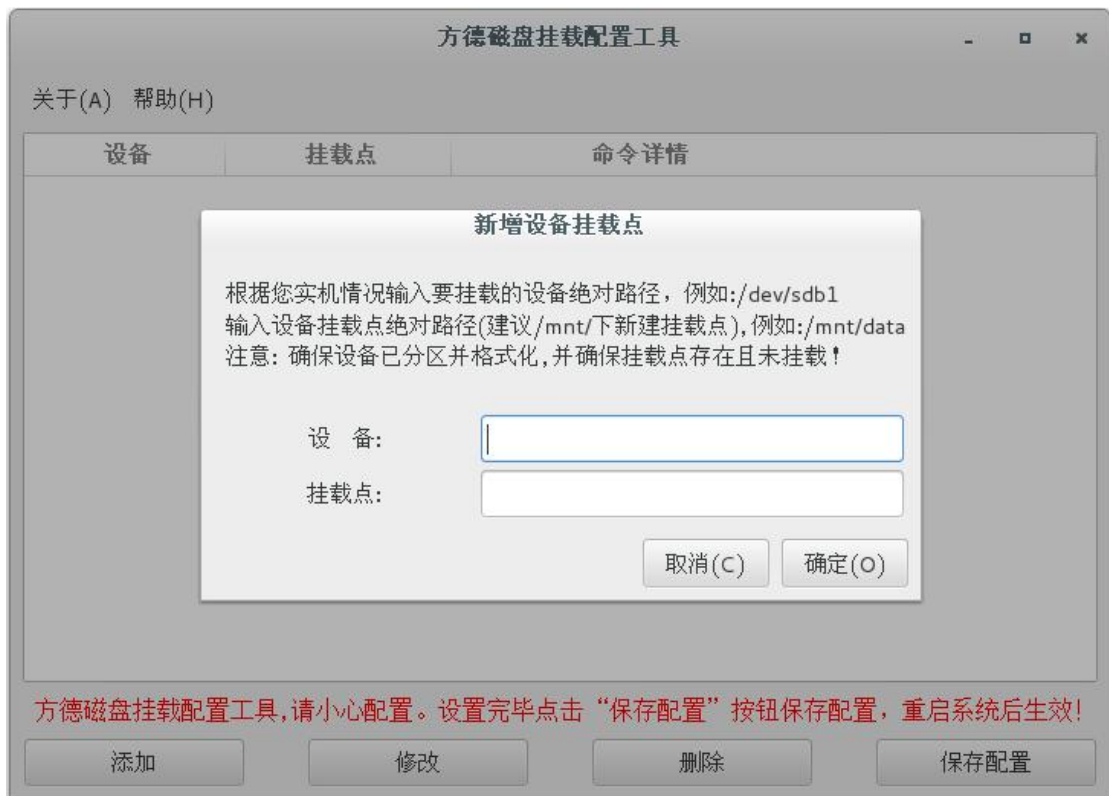 方德磁盘挂载配置工具
关于(A) 帮助(H)
设备 挂载点 命令详情
新增设备挂载点
根据您实机情况输入要挂载的设备绝对路径，例如:/dev/sdb1
输入设备挂载点绝对路径(建议/mnt/下新建挂载点),例如:/mnt/data
注意: 确保设备已分区并格式化,并确保挂载点存在且未挂载！
设 备:
挂载点:
取消(C) 确定(O)
方德磁盘挂载配置工具,请小心配置。设置完毕点击“保存配置”按钮保存配置，重启系统后生效!
添加 修改 删除 保存配置